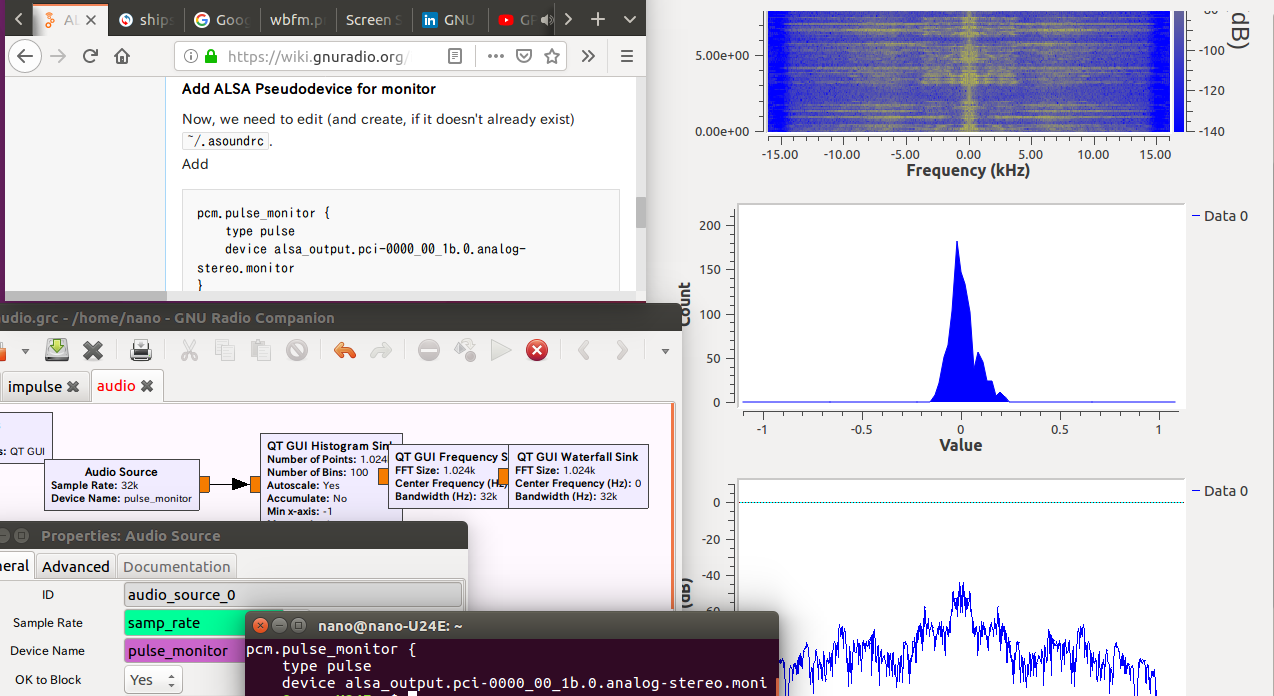 AL
ships
Goo
wbfm.p
Screen S
GNU
GR
https://wiki.gnuradio.org/
Add ALSA Pseudodevice for monitor
Now, we need to edit (and create, if it doesn't already exist)
~/.asoundrc.
Add
pcm.pulse_monitor {
type pulse
device alsa_output.pci-0000_00_1b.0.analog-
stereo.monitor
}
udio.grc - /home/nano - GNU Radio Companion
impulse
audio
s: QT GUI
Audio Source
Sample Rate: 32k
Device Name: pulse_monitor
QT GUI Histogram Sin
Number of Points: 1.024
Number of Bins: 100
Autoscale: Yes
Accumulate: No
Min x-axis: -1
QT GUI Frequency S
FFT Size: 1.024k
Center Frequency (Hz)
Bandwidth (Hz): 32k
QT GUI Waterfall Sink
FFT Size: 1.024k
Center Frequency (Hz): 0
Bandwidth (Hz): 32k
Properties: Audio Source
eral
Advanced
Documentation
ID
audio_source_0
Sample Rate
samp_rate
Device Name
pulse_monitor
OK to Block
Yes
nano@nano-U24E: ~
pcm.pulse_monitor {
type pulse
device alsa_output.pci-0000_00_1b.0.analog-stereo.moni
5.00e+00
0.00e+00
-15.00
-10.00
-5.00
0.00
5.00
10.00
15.00
Frequency (kHz)
-80
-100
-120
-140
dB)
200
150
100
50
0
Count
-1
-0.5
0
0.5
1
Value
Data 0
0
-20
-40
-60
(dB)
Data 0